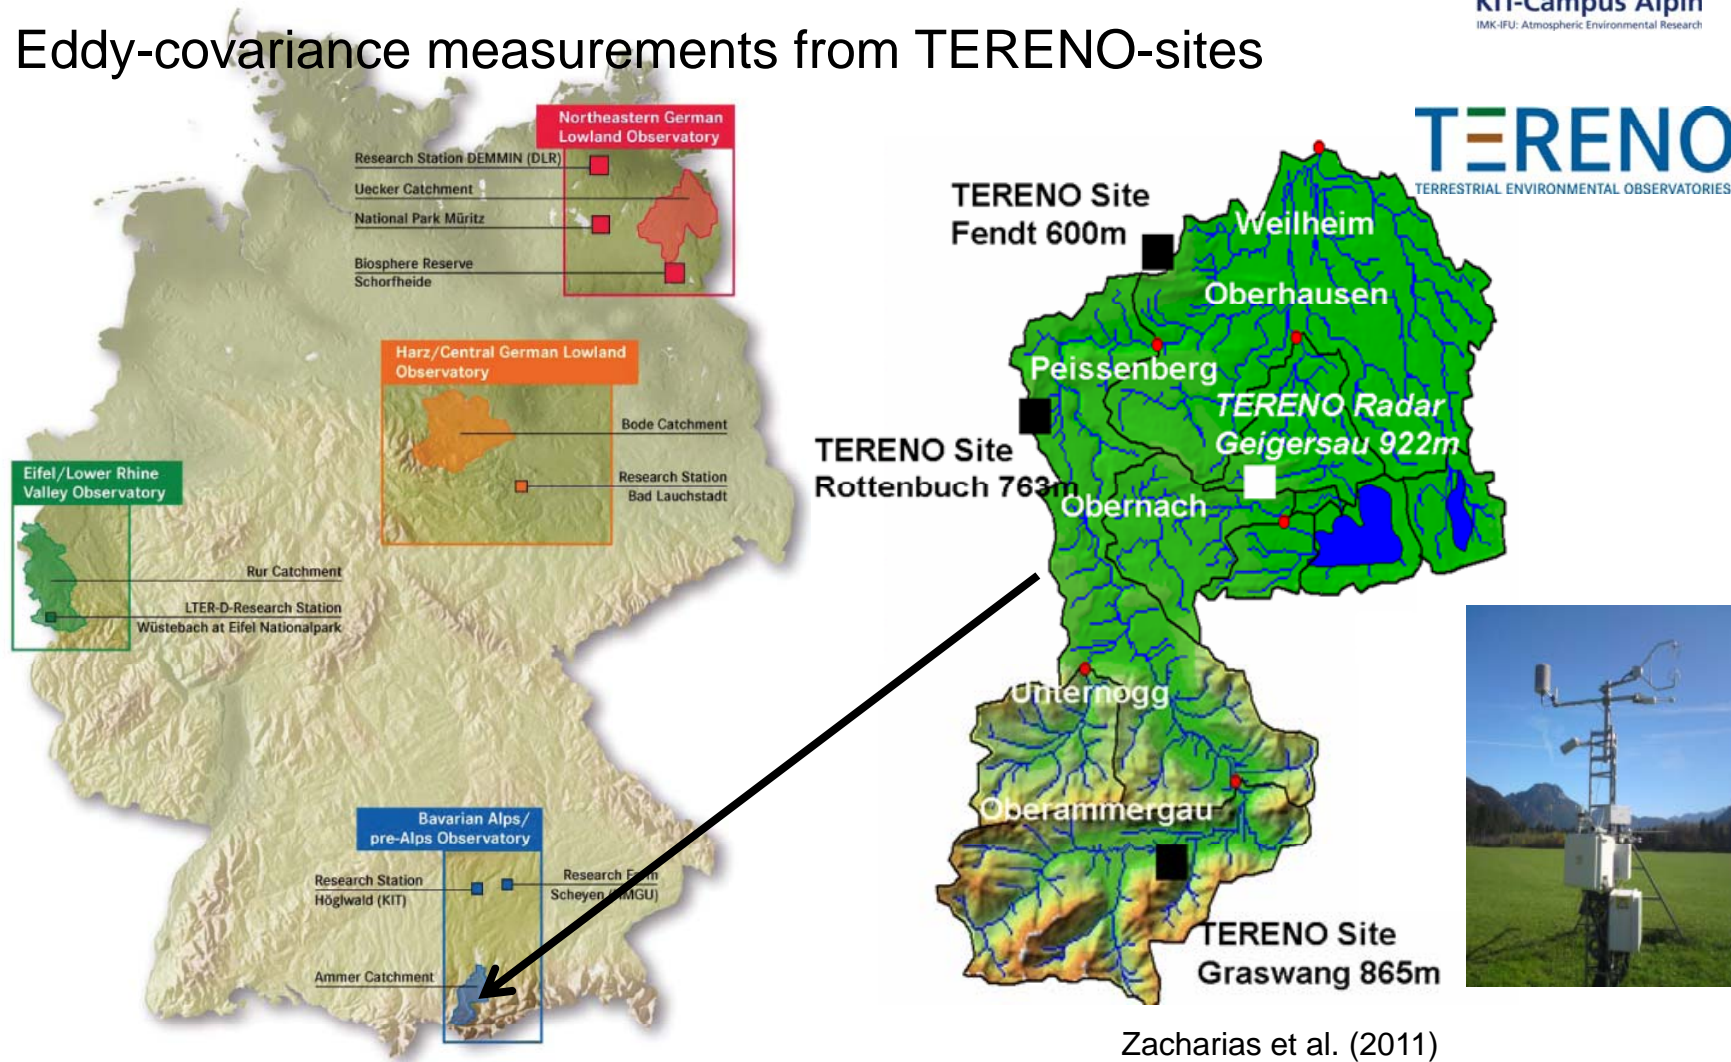 KIT-Campus Alpin
IMK-IFU: Atmospheric Environmental Research
Eddy-covariance measurements from TERENO-sites
TERENO
TERRESTRIAL ENVIRONMENTAL OBSERVATORIES
Northeastern German
Lowland Observatory
Research Station DEMMIN (DLR)
Uecker Catchment
National Park Müritz
Biosphere Reserve
Schorfheide
Harz/Central German Lowland
Observatory
Bode Catchment
Research Station
Bad Lauchstadt
Eifel/Lower Rhine
Valley Observatory
Rur Catchment
LTER-D-Research Station
Wüstebach at Eifel Nationalpark
Bavarian Alps/
pre-Alps Observatory
Research Station
Höglwald (KIT)
Research Farm
Scheyen (HMGU)
Ammer Catchment
TERENO Site
Fendt 600m
Weilheim
Oberhausen
Peissenberg
TERENO Radar
Geigersau 922m
TERENO Site
Rottenbuch 763m
Obernach
Unternogg
Oberammergau
TERENO Site
Graswang 865m
Zacharias et al. (2011)